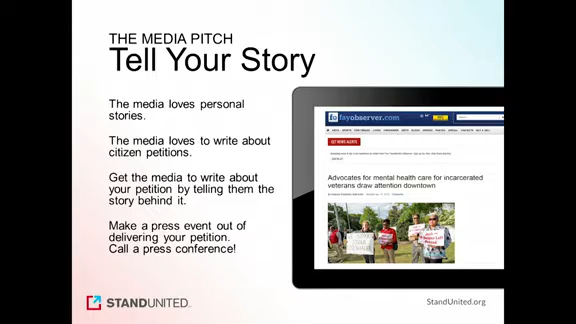 THE MEDIA PITCH
Tell Your Story
The media loves personal
stories.
The media loves to write about
citizen petitions.
Get the media to write about
your petition by telling them the
story behind it.
Make a press event out of
delivering your petition.
Call a press conference!
fayobserver.com
GET NEWS ALERTS
Advocates for mental health care for incarcerated
veterans draw attention downtown
STANDUNITED
StandUnited.org